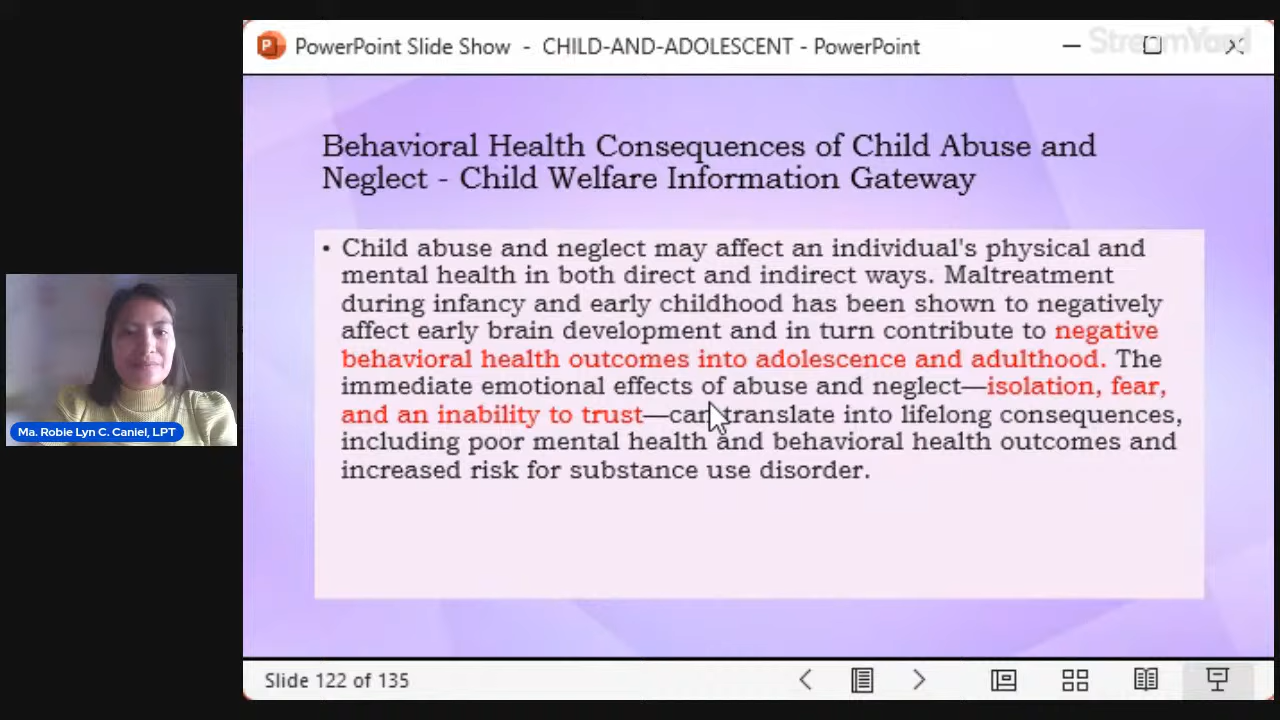 PowerPoint Slide Show - CHILD-AND-ADOLESCENT - PowerPoint
StreamYard
Behavioral Health Consequences of Child Abuse and
Neglect - Child Welfare Information Gateway
• Child abuse and neglect may affect an individual's physical and
mental health in both direct and indirect ways. Maltreatment
during infancy and early childhood has been shown to negatively
affect early brain development and in turn contribute to negative
behavioral health outcomes into adolescence and adulthood. The
immediate emotional effects of abuse and neglect—isolation, fear,
and an inability to trust—can translate into lifelong consequences,
including poor mental health and behavioral health outcomes and
increased risk for substance use disorder.
Ma. Robie Lyn C. Caniel, LPT
Slide 122 of 135